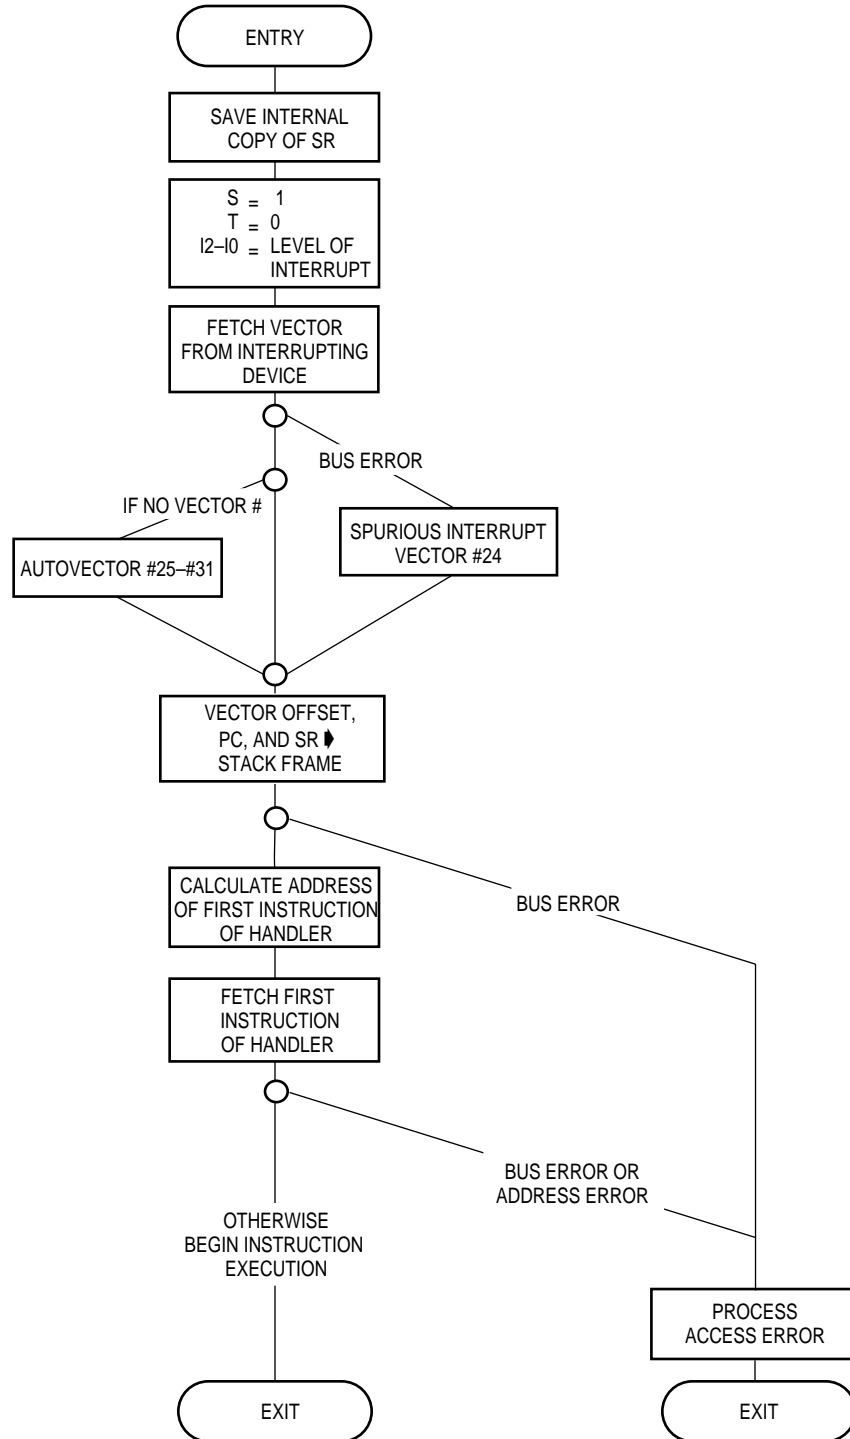 ENTRY
SAVE INTERNAL
COPY OF SR
S = 1
T = 0
I2–I0 = LEVEL OF
INTERRUPT
FETCH VECTOR
FROM INTERRUPTING
DEVICE
BUS ERROR
IF NO VECTOR #
SPURIOUS INTERRUPT
VECTOR #24
AUTOVECTOR #25–#31
VECTOR OFFSET,
PC, AND SR
STACK FRAME
CALCULATE ADDRESS
OF FIRST INSTRUCTION
OF HANDLER
BUS ERROR
FETCH FIRST
INSTRUCTION
OF HANDLER
BUS ERROR OR
ADDRESS ERROR
OTHERWISE
BEGIN INSTRUCTION
EXECUTION
PROCESS
ACCESS ERROR
EXIT
EXIT